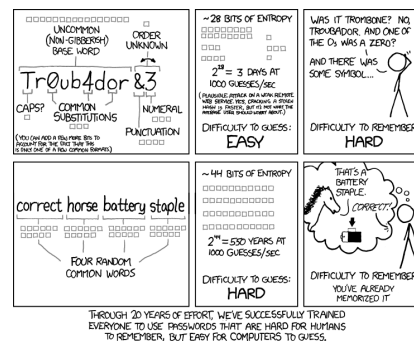 UNCOMMON
(NON-GIBBERISH)
BASE WORD
ORDER
UNKNOWN
Tr0ub4dor &3
CAPS?
COMMON
SUBSTITUTIONS
NUMERAL
PUNCTUATION
(YOU CAN ADD A FEW MORE BITS TO
ACCOUNT FOR THE FACT THAT THIS
IS ONLY ONE OF A FEW COMMON FORMATS.)
~28 BITS OF ENTROPY
2^28 = 3 DAYS AT
1000 GUESSES/SEC
(PLAUSIBLE ATTACK ON A WEAK REMOTE
WEB SERVICE. YES, CRACKING A STOLEN
HASH IS FASTER, BUT IT'S NOT WHAT THE
AVERAGE USER SHOULD WORRY ABOUT.)
DIFFICULTY TO GUESS:
EASY
WAS IT TROMBONE? NO,
TROUBADOR. AND ONE OF
THE Os WAS A ZERO?
AND THERE WAS
SOME SYMBOL...
DIFFICULTY TO REMEMBER
HARD
correct horse battery staple
FOUR RANDOM
COMMON WORDS
~44 BITS OF ENTROPY
2^44 = 550 YEARS AT
1000 GUESSES/SEC
DIFFICULTY TO GUESS:
HARD
THAT'S A
BATTERY
STAPLE.
CORRECT!
DIFFICULTY TO REMEMBER
YOU'VE ALREADY
MEMORIZED IT
THROUGH 20 YEARS OF EFFORT, WE'VE SUCCESSFULLY TRAINED
EVERYONE TO USE PASSWORDS THAT ARE HARD FOR HUMANS
TO REMEMBER, BUT EASY FOR COMPUTERS TO GUESS.